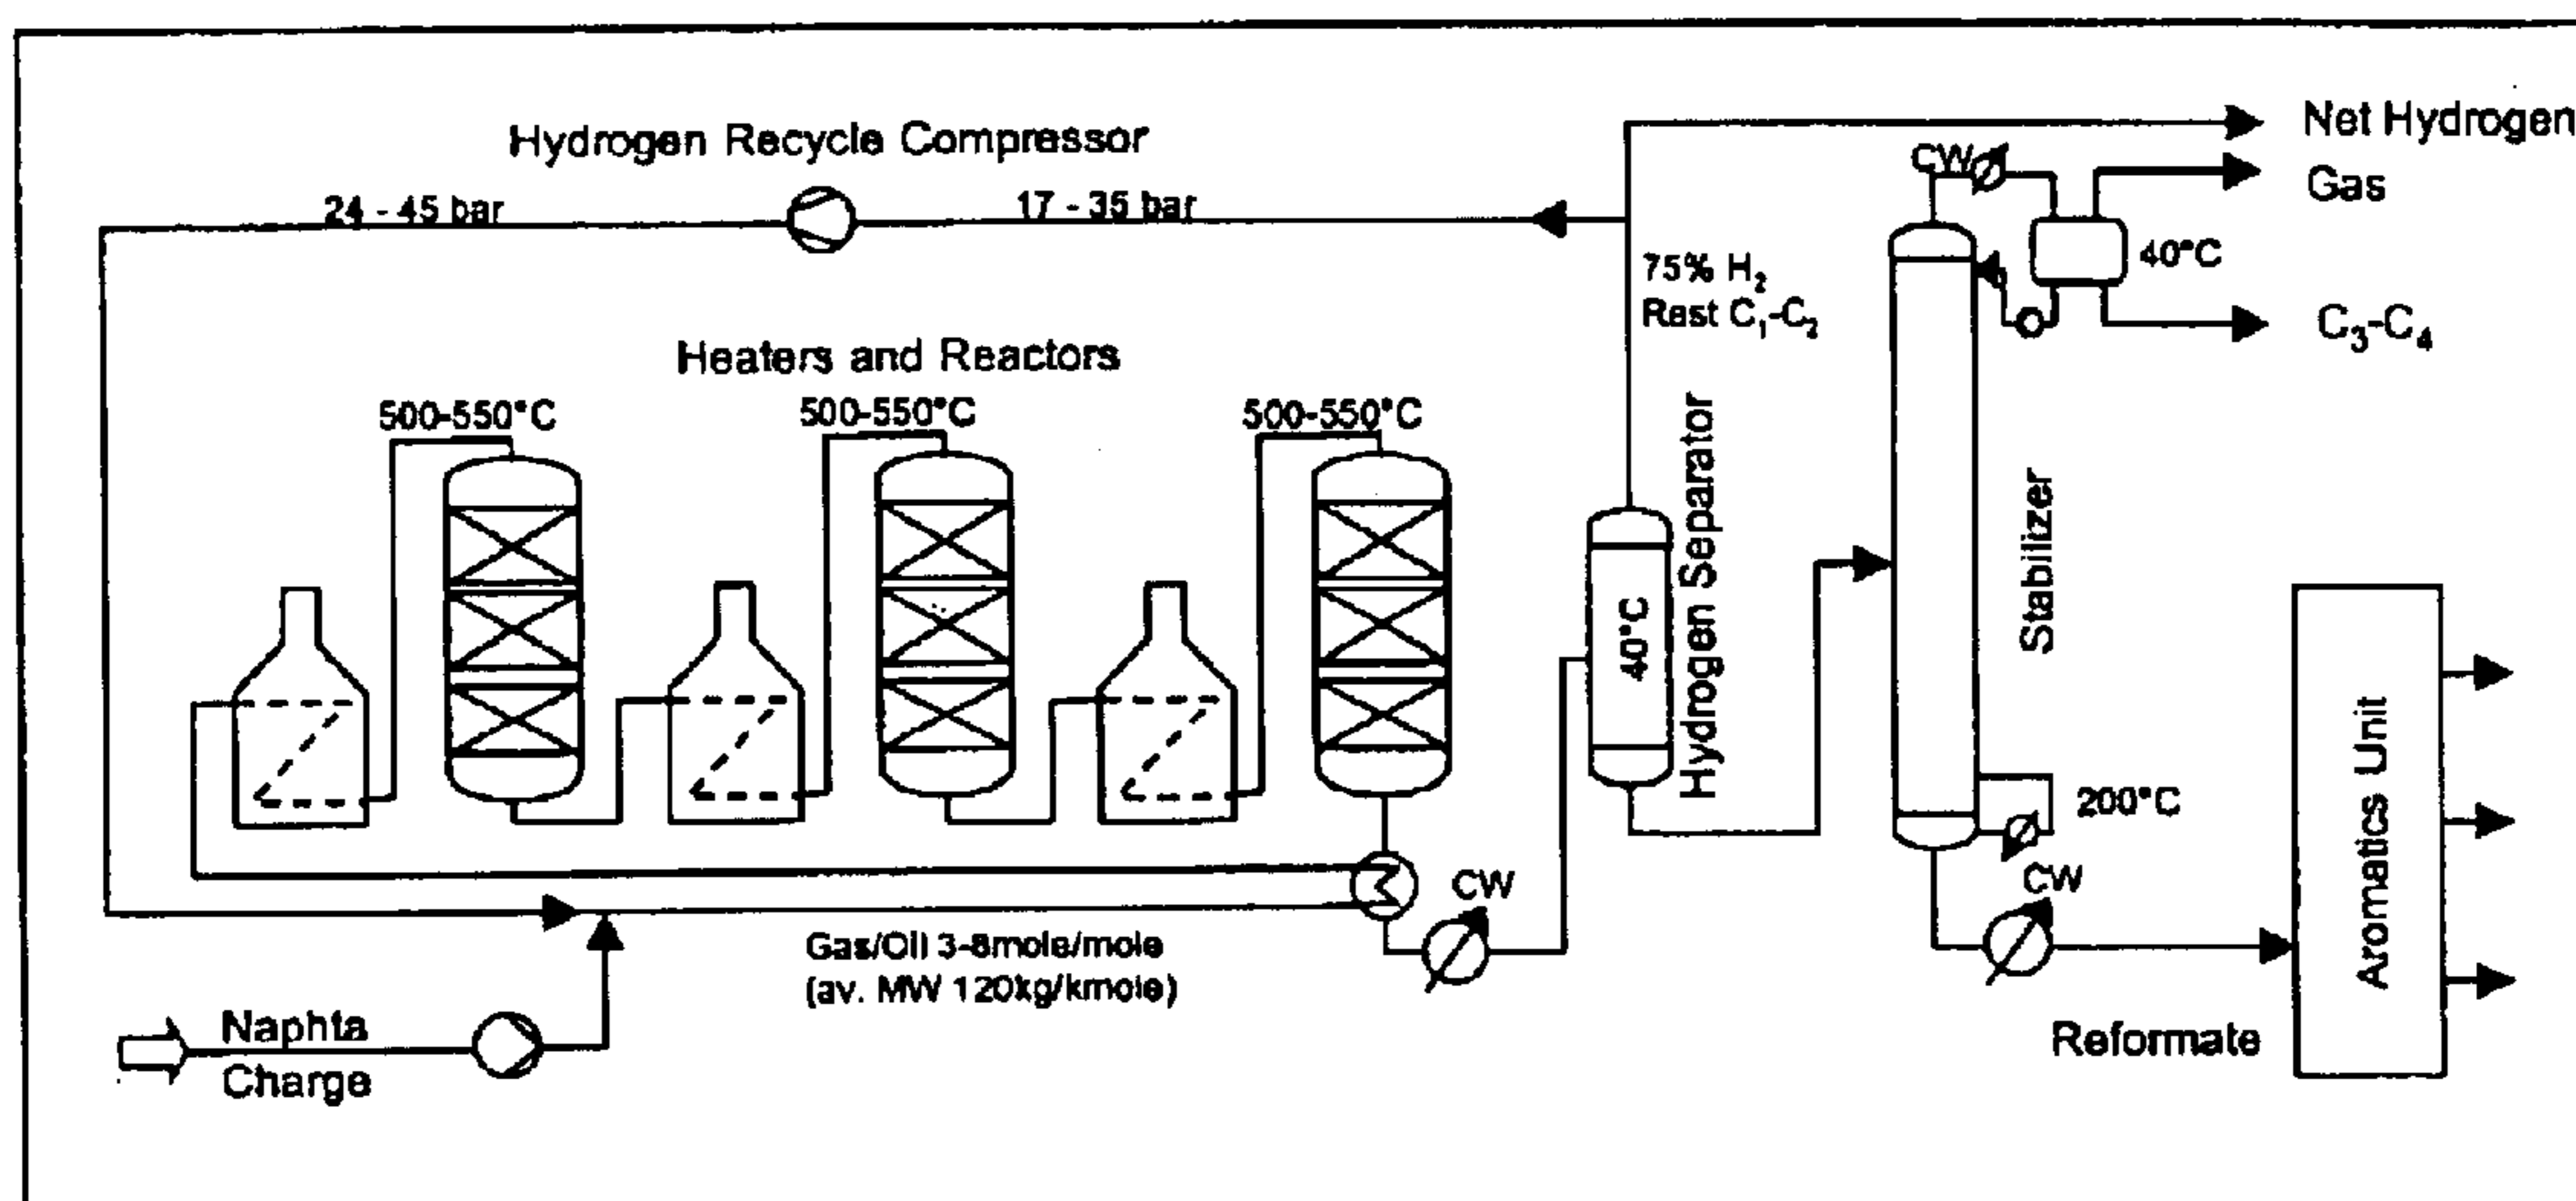 Hydrogen Recycle Compressor
24 - 45 bar
17 - 35 bar
Net Hydrogen
CW
Gas
40°C
75% H₂
Rest C₁-C₂
C₃-C₄
Heaters and Reactors
500-550°C
500-550°C
500-550°C
40°C
Hydrogen Separator
Stabilizer
200°C
Aromatics Unit
CW
CW
Gas/Oil 3-8mole/mole
(av. MW 120kg/kmole)
Naphta
Charge
Reformate